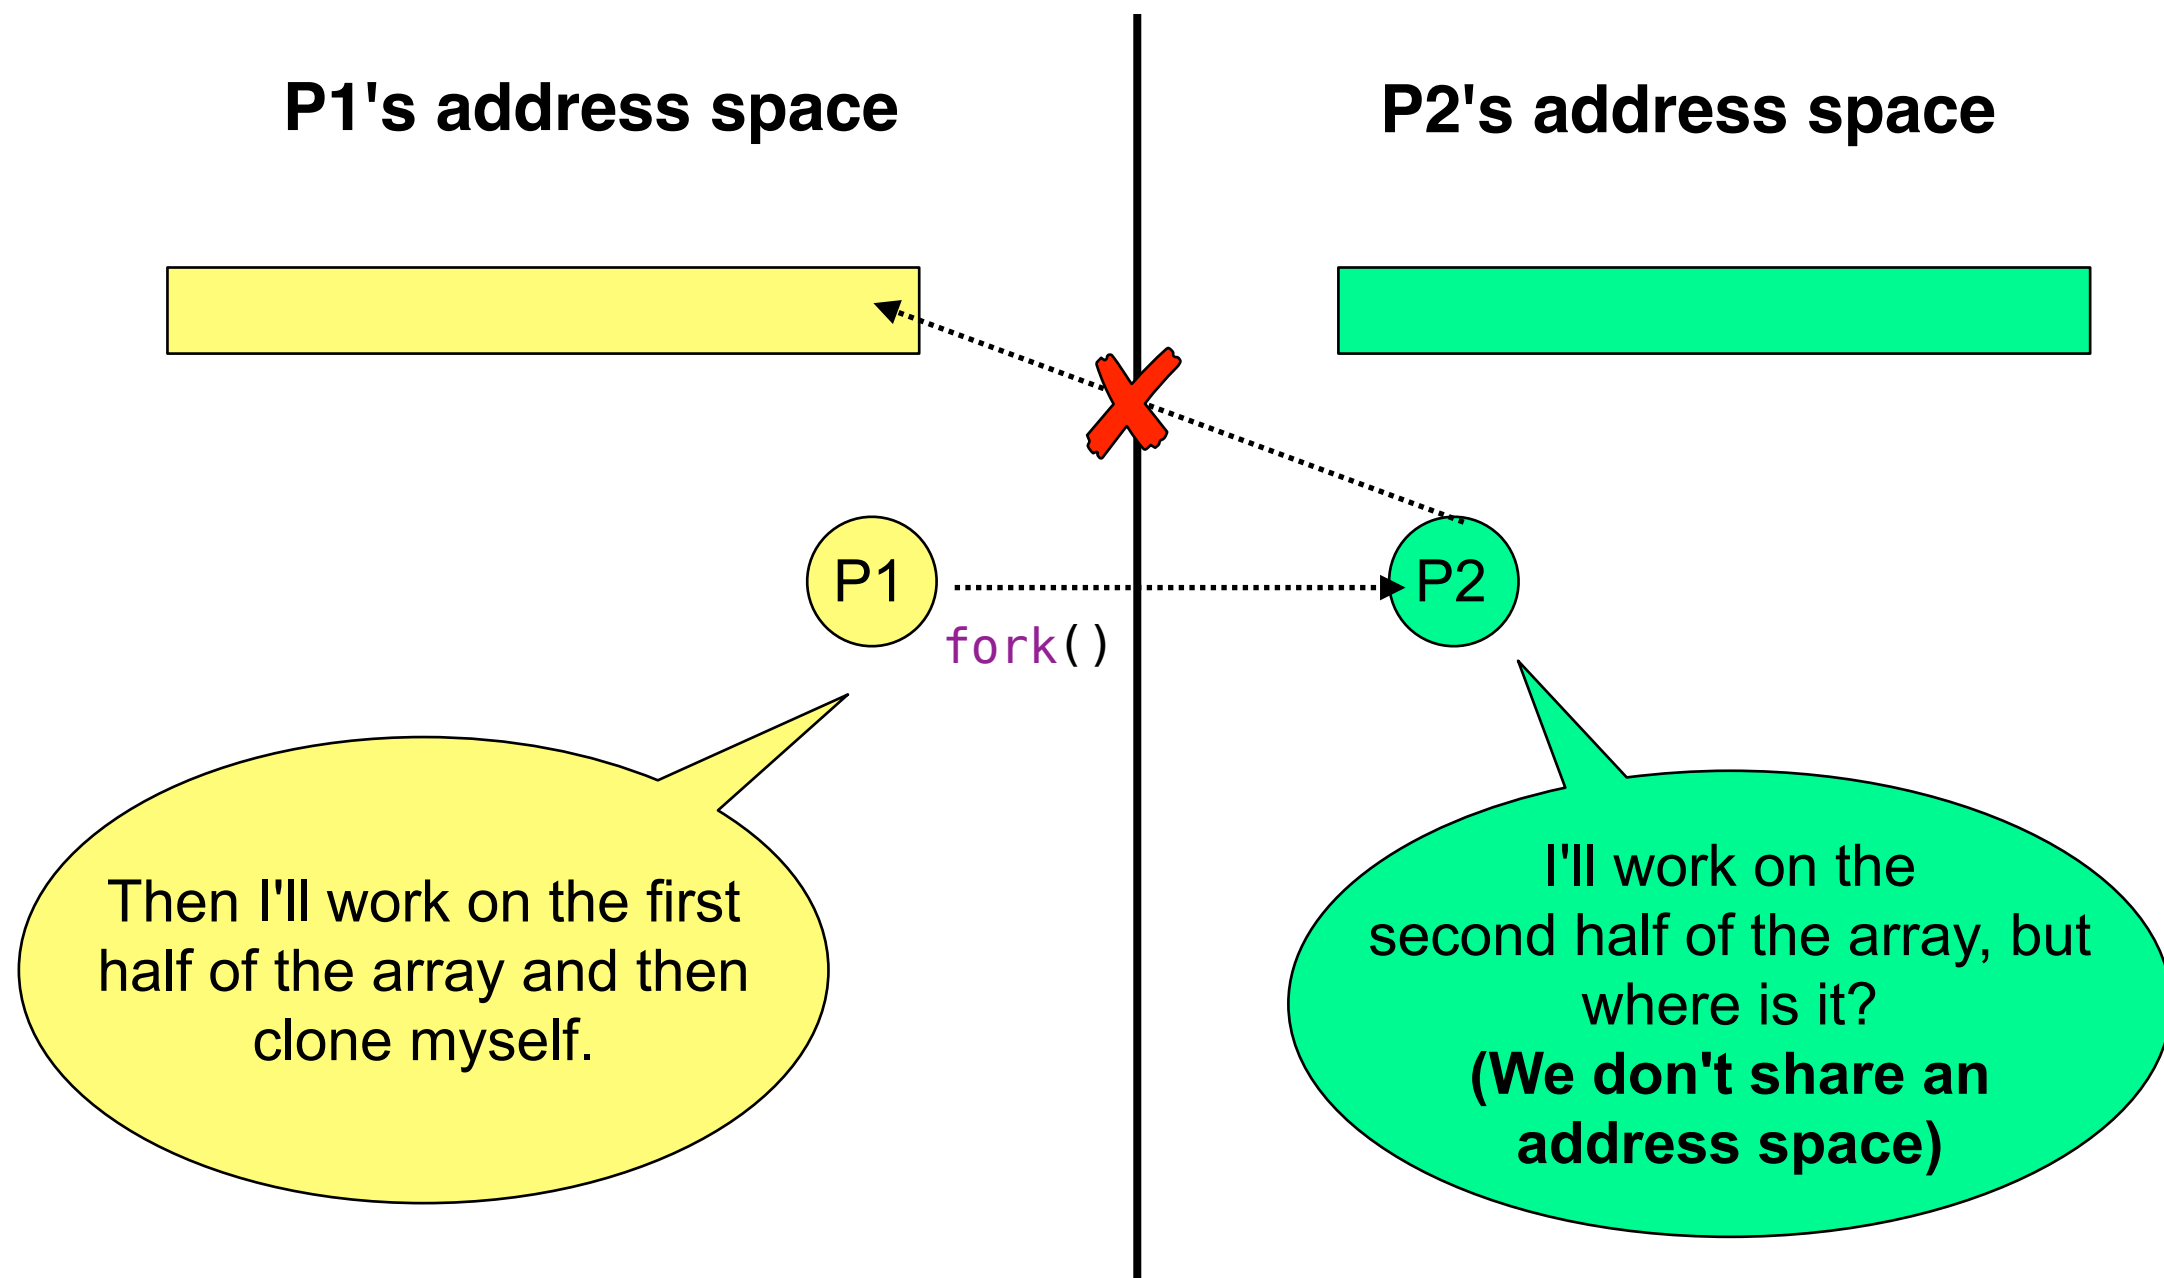 P1's address space
P2's address space
P1
P2
fork()
Then I'll work on the first
half of the array and then
clone myself.
I'll work on the
second half of the array, but
where is it?
(We don't share an
address space)